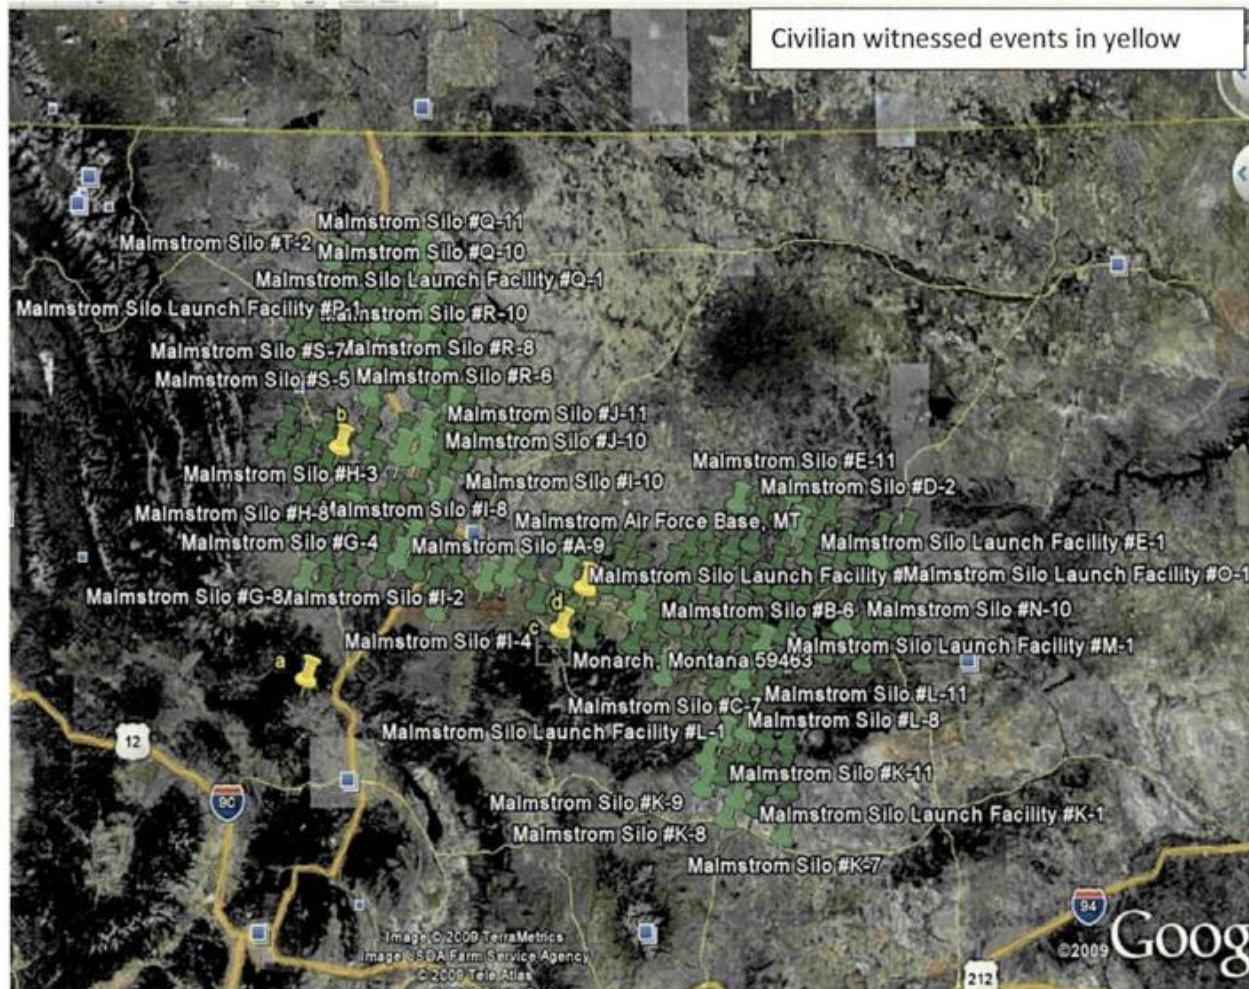 Civilian witnessed events in yellow
Malmstrom Silo #Q-11
Malmstrom Silo #T-2
Malmstrom Silo #Q-10
Malmstrom Silo Launch Facility #Q-1
Malmstrom Silo Launch Facility #P-1
Malmstrom Silo #R-10
Malmstrom Silo #S-7
Malmstrom Silo #R-8
Malmstrom Silo #S-5
Malmstrom Silo #R-6
b
Malmstrom Silo #J-11
Malmstrom Silo #J-10
Malmstrom Silo #E-11
Malmstrom Silo #H-3
Malmstrom Silo #I-10
Malmstrom Silo #D-2
Malmstrom Silo #H-8
Malmstrom Silo #I-8
Malmstrom Air Force Base, MT
Malmstrom Silo #G-4
Malmstrom Silo #A-9
Malmstrom Silo Launch Facility #E-1
Malmstrom Silo Launch Facility #
Malmstrom Silo Launch Facility #O-1
Malmstrom Silo #G-8
Malmstrom Silo #I-2
d
Malmstrom Silo #B-6
Malmstrom Silo #N-10
c
Malmstrom Silo #I-4
Malmstrom Silo Launch Facility #M-1
a
Monarch, Montana 59463
Malmstrom Silo #L-11
Malmstrom Silo #C-7
Malmstrom Silo #L-8
Malmstrom Silo Launch Facility #L-1
12
Malmstrom Silo #K-11
90
Malmstrom Silo #K-9
Malmstrom Silo Launch Facility #K-1
Malmstrom Silo #K-8
Malmstrom Silo #K-7
94
Image © 2009 TerraMetrics
Image USDA Farm Service Agency
© 2009 Tele Atlas
©2009 Goog
212